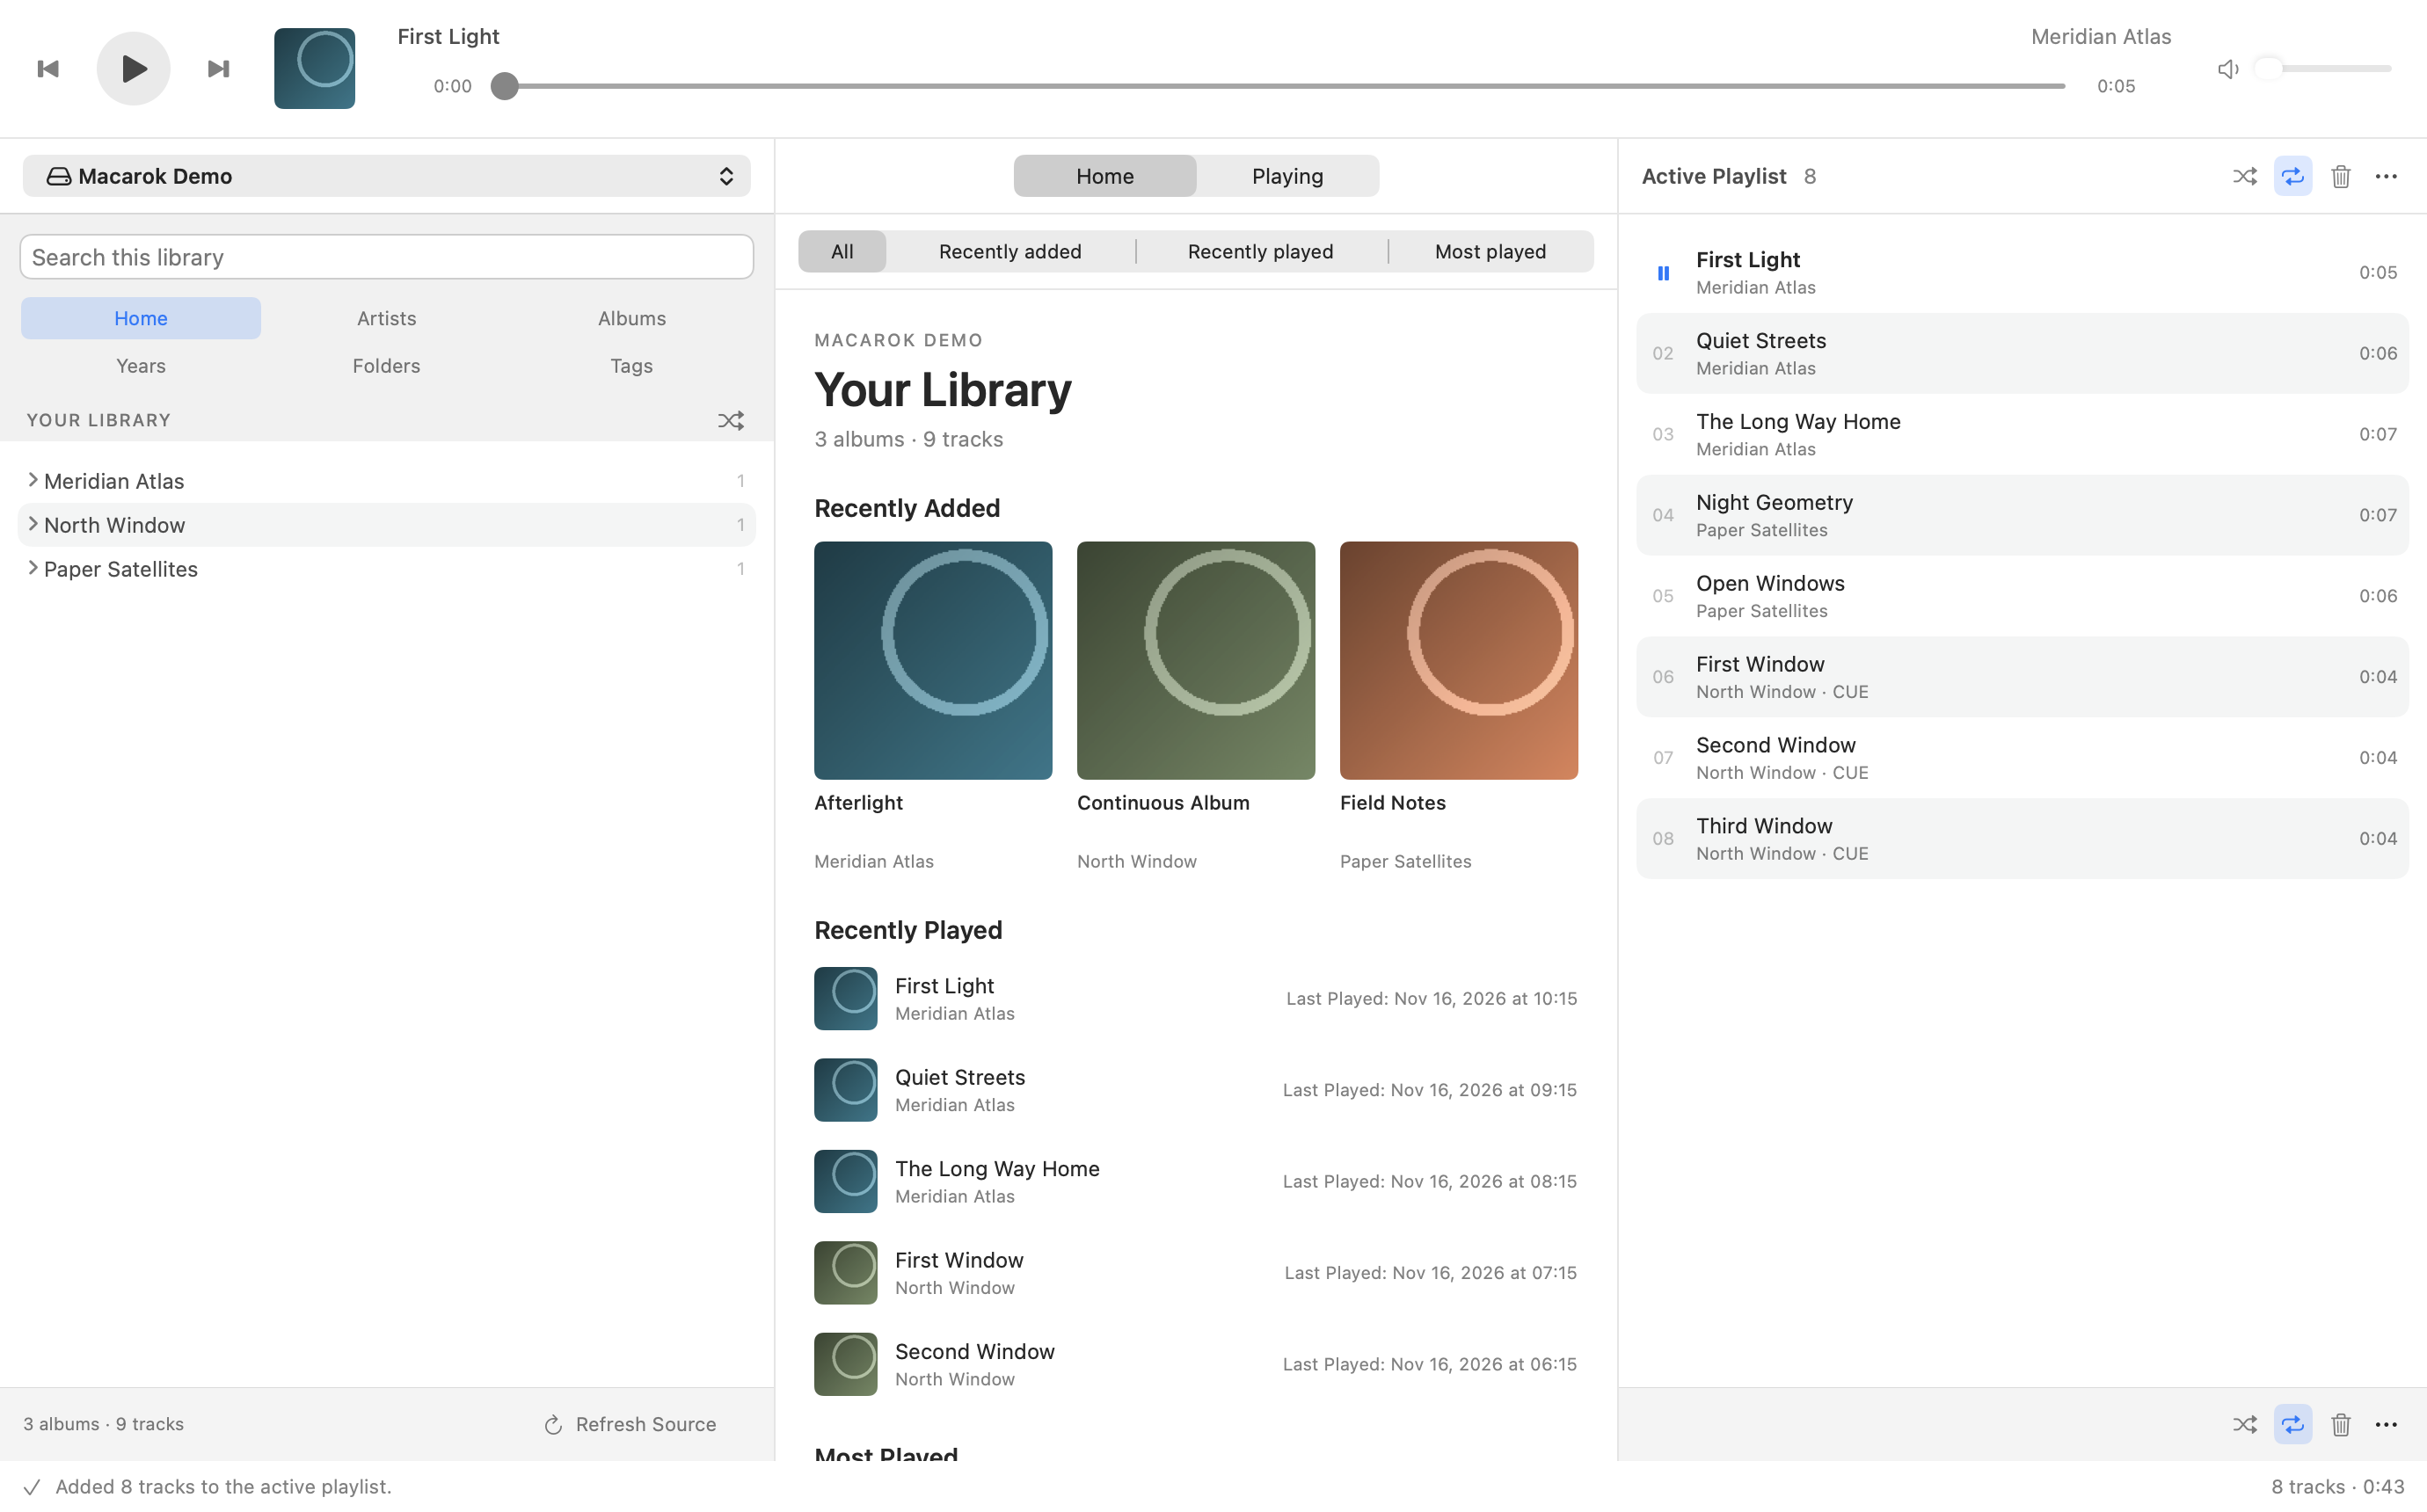 First Light
Meridian Atlas
0:00
0:05
Macarok Demo
Search this library
Home
Artists
Albums
Years
Folders
Tags
YOUR LIBRARY
Meridian Atlas 1
North Window 1
Paper Satellites 1
3 albums · 9 tracks
Refresh Source
Home
Playing
All
Recently added
Recently played
Most played
MACAROK DEMO
Your Library
3 albums · 9 tracks
Recently Added
Afterlight
Meridian Atlas
Continuous Album
North Window
Field Notes
Paper Satellites
Recently Played
First Light
Meridian Atlas
Last Played: Nov 16, 2026 at 10:15
Quiet Streets
Meridian Atlas
Last Played: Nov 16, 2026 at 09:15
The Long Way Home
Meridian Atlas
Last Played: Nov 16, 2026 at 08:15
First Window
North Window
Last Played: Nov 16, 2026 at 07:15
Second Window
North Window
Last Played: Nov 16, 2026 at 06:15
Most Played
Active Playlist 8
First Light
Meridian Atlas
0:05
02
Quiet Streets
Meridian Atlas
0:06
03
The Long Way Home
Meridian Atlas
0:07
04
Night Geometry
Paper Satellites
0:07
05
Open Windows
Paper Satellites
0:06
06
First Window
North Window · CUE
0:04
07
Second Window
North Window · CUE
0:04
08
Third Window
North Window · CUE
0:04
Added 8 tracks to the active playlist.
8 tracks · 0:43